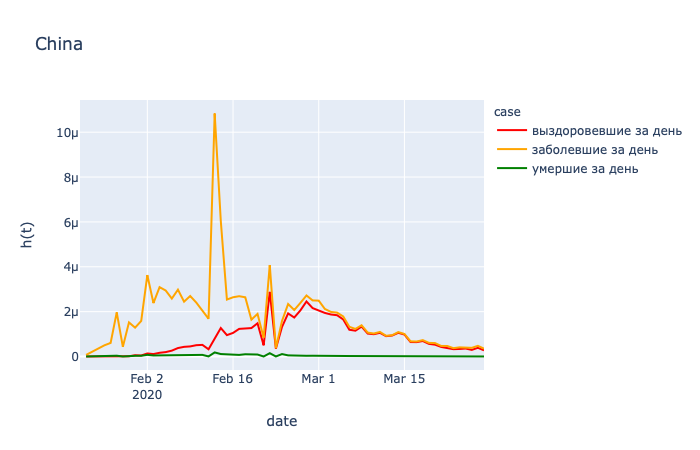 China
case
выздоровевшие за день
заболевшие за день
умершие за день
10μ
8μ
6μ
4μ
2μ
0
h(t)
Feb 2
2020
Feb 16
Mar 1
Mar 15
date